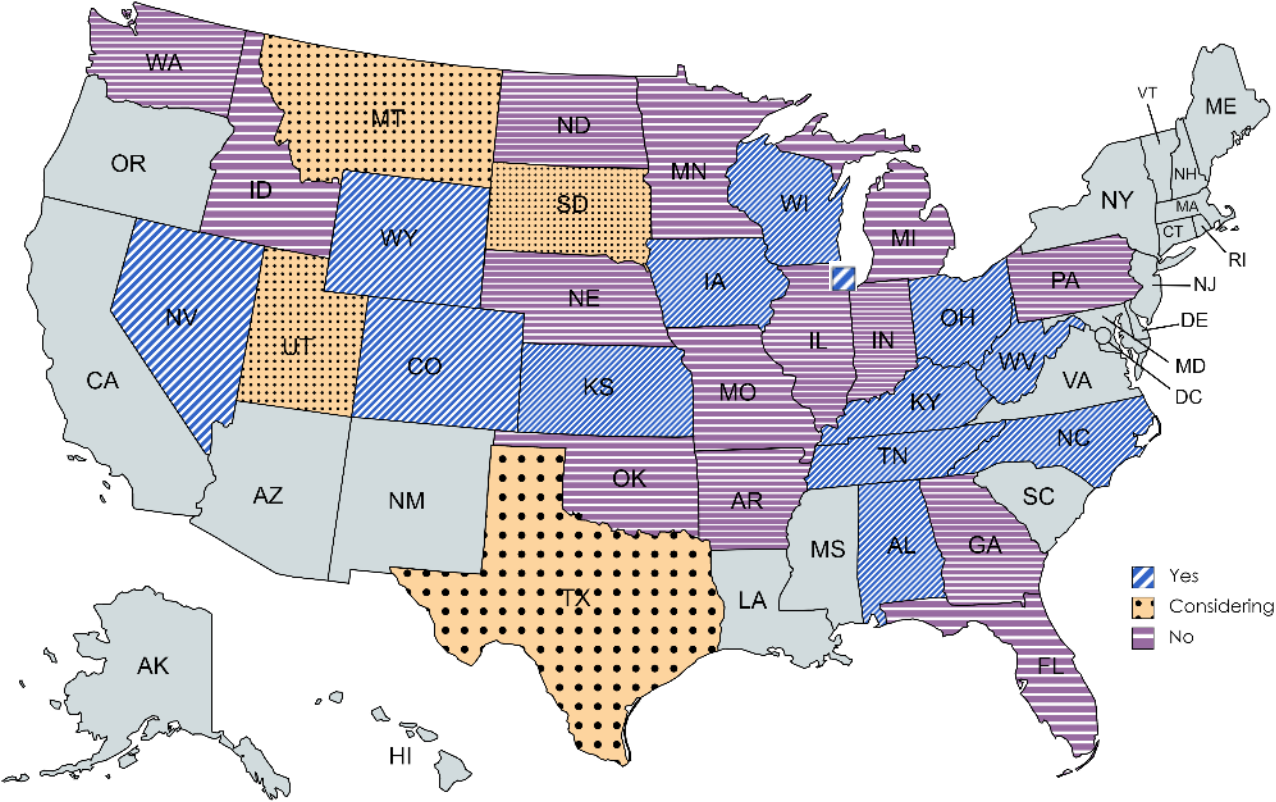 WA
MT
ND
MN
OR
ID
WY
SD
WI
MI
VT
ME
NH
NY
MA
CT
RI
NV
UT
CO
NE
IA
IL
IN
OH
PA
NJ
DE
MD
DC
CA
KS
MO
KY
WV
VA
AZ
NM
OK
AR
TN
NC
SC
TX
LA
MS
AL
GA
FL
AK
HI
Yes
Considering
No